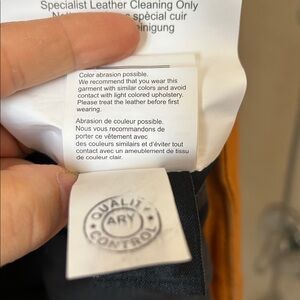 Specialist Leather Cleaning Only
spécial cuir
einigung
Color abrasion possible.
We recommend that you wear this
garment with similar colors and avoid
contact with light colored upholstery.
Please treat the leather before first
wearing.
Abrasion de couleur possible.
Nous vous recommandons de
porter ce vêtement avec
des couleurs similaires et d'éviter tout
contact avec un ameublement de tissu
de couleur clair.
QUALITY
ARY
CONTROL